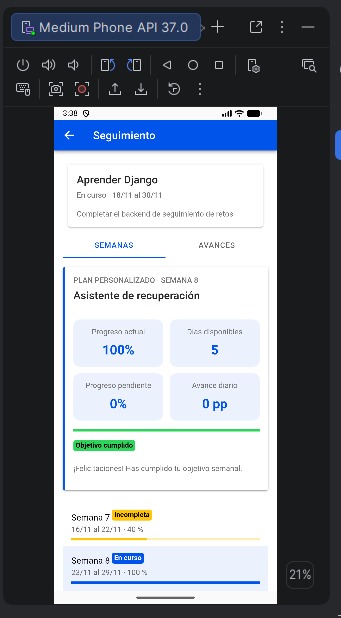 Medium Phone API 37.0
3:38
Seguimiento
Aprender Django
En curso · 18/11 al 30/11
Completar el backend de seguimiento de retos
SEMANAS
AVANCES
PLAN PERSONALIZADO · SEMANA 8
Asistente de recuperación
Progreso actual
100%
Días disponibles
5
Progreso pendiente
0%
Avance diario
0 pp
Objetivo cumplido
¡Felicitaciones! Has cumplido tu objetivo semanal.
Semana 7 Incompleta
16/11 al 22/11 · 40 %
Semana 8 En curso
23/11 al 29/11 · 100 %
21%